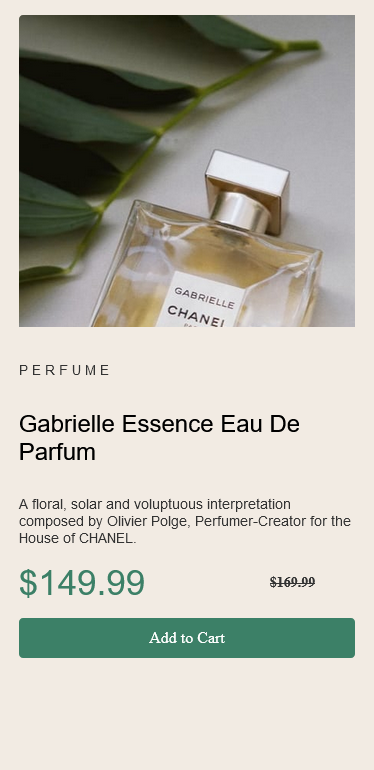 GABRIELLE
CHANEL
PERFUME
Gabrielle Essence Eau De
Parfum
A floral, solar and voluptuous interpretation
composed by Olivier Polge, Perfumer-Creator for the
House of CHANEL.
$149.99 $169.99
Add to Cart